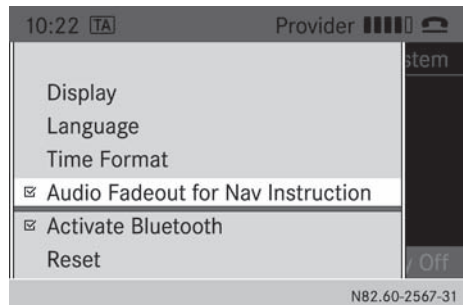 10:22 TA Provider
stem
Display
Language
Time Format
Audio Fadeout for Nav Instruction
Activate Bluetooth
Reset
/ Off
N82.60-2567-31